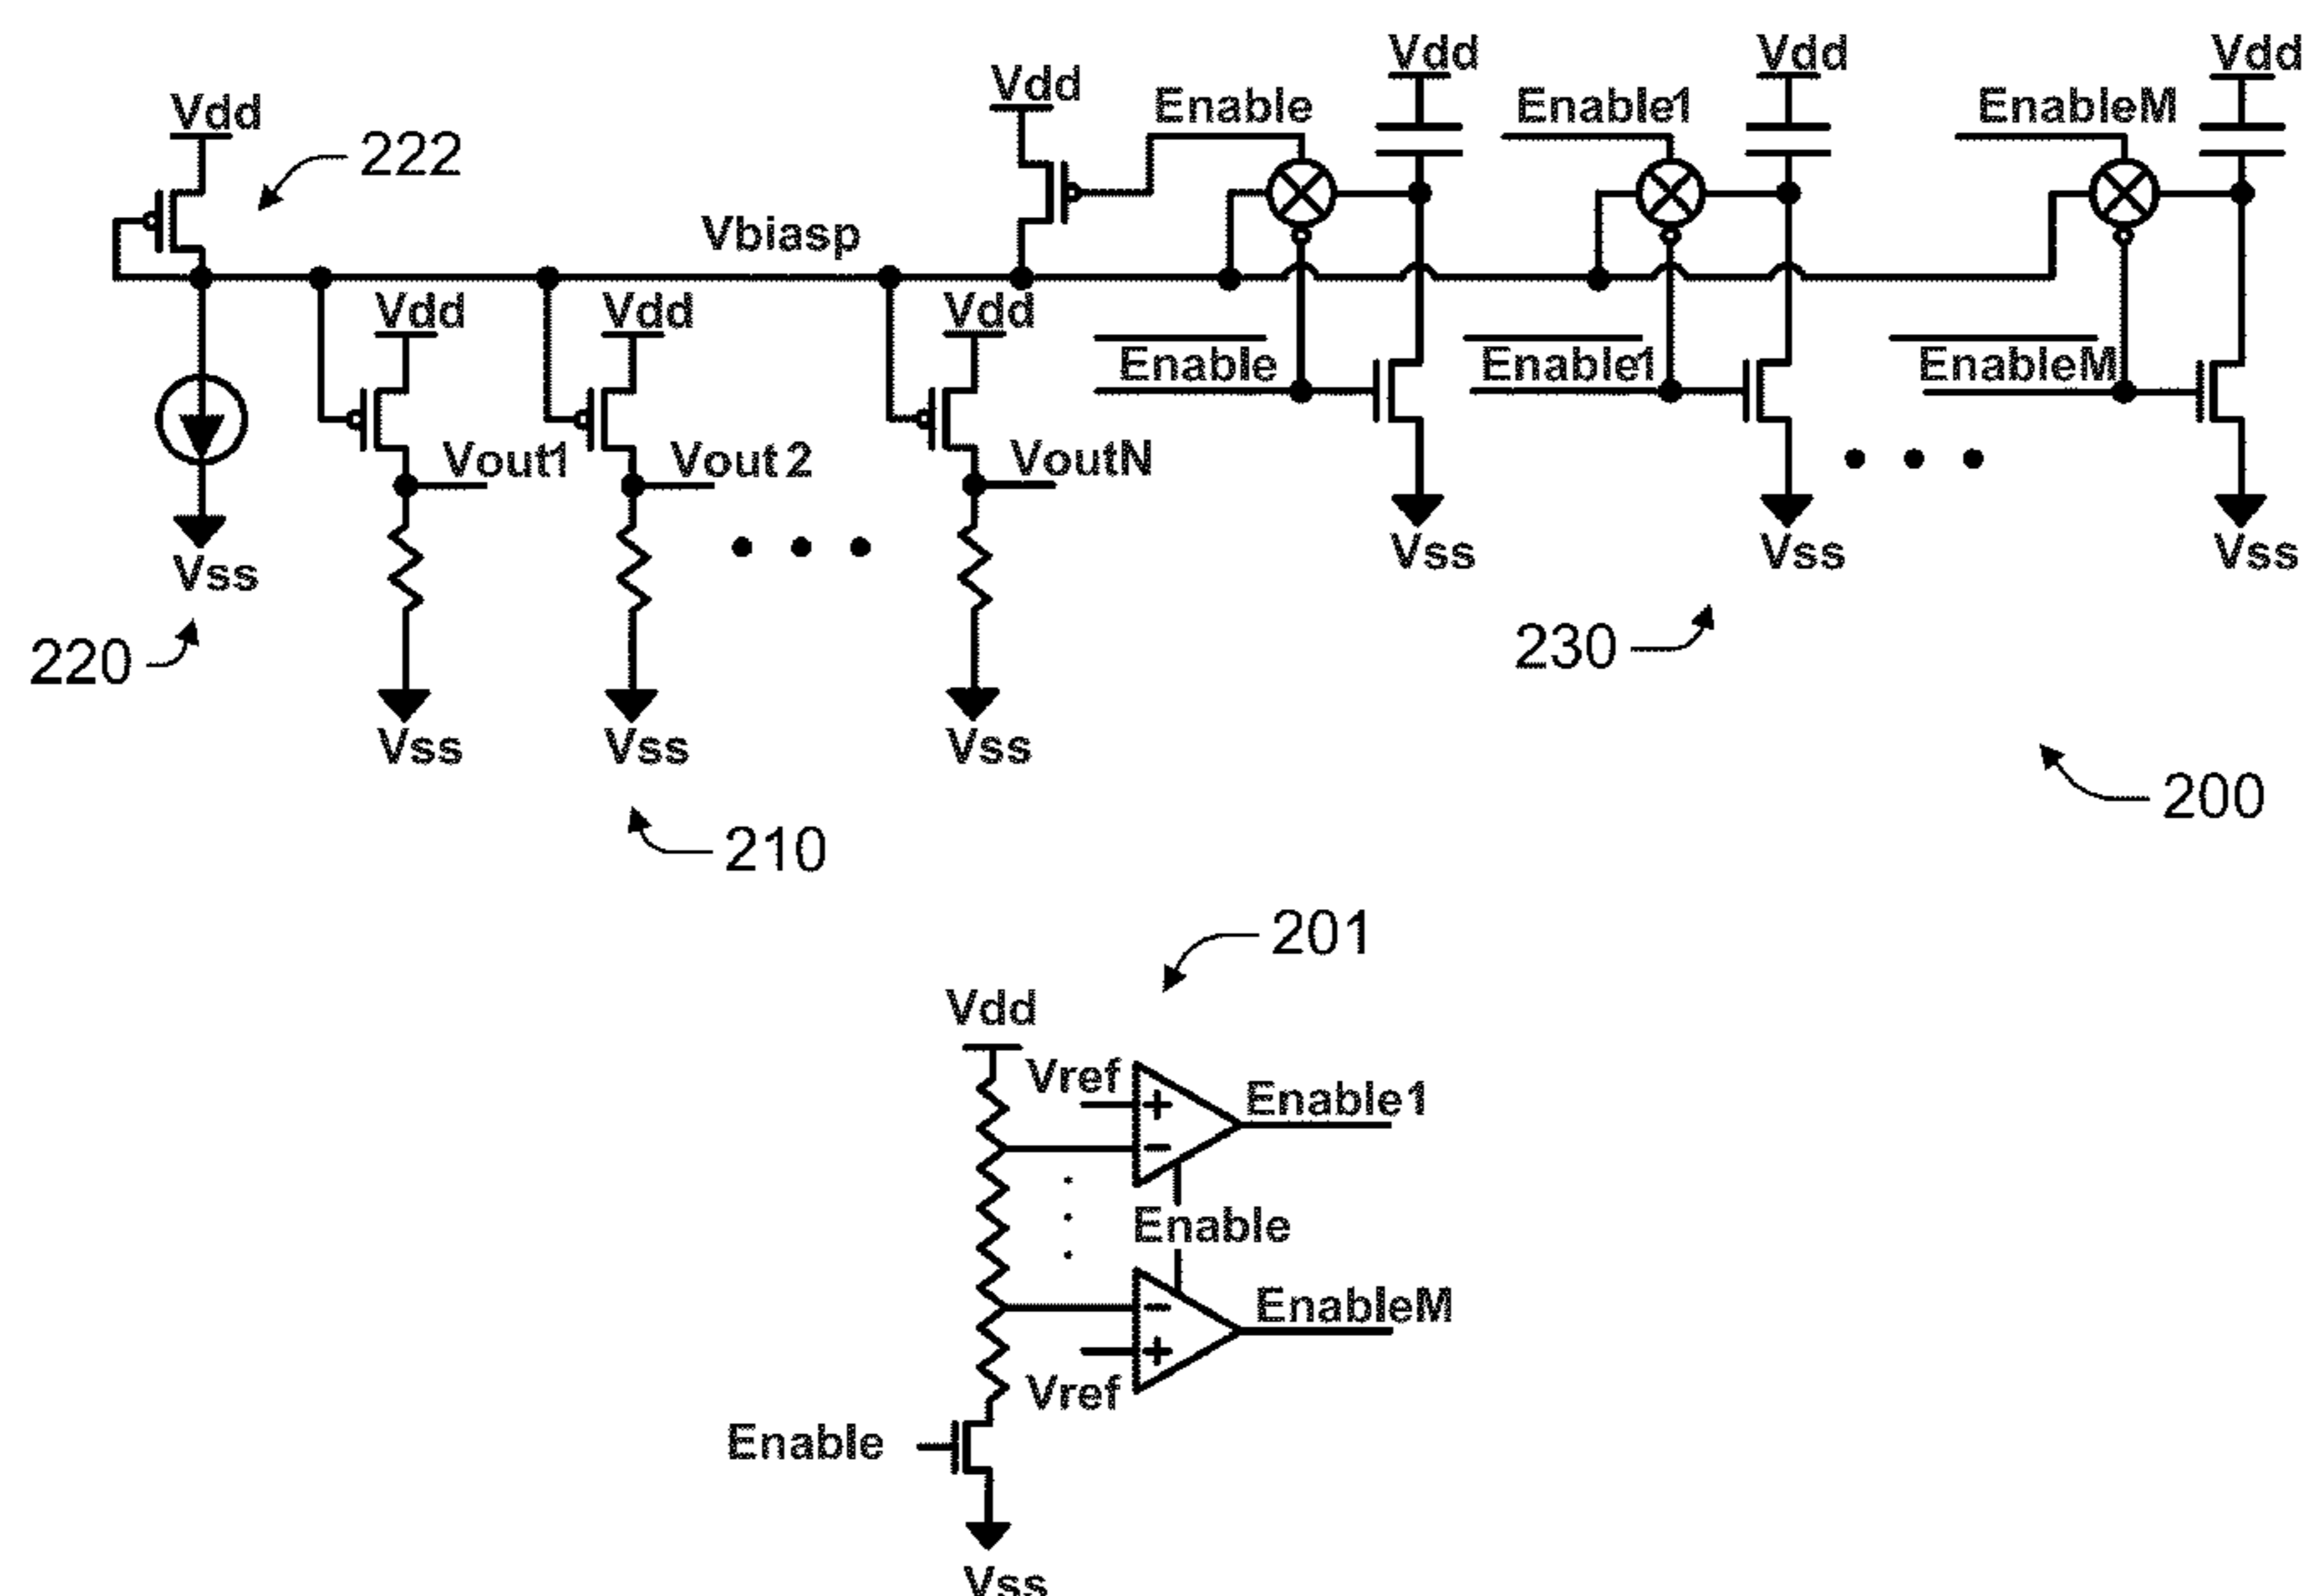 Vdd
Vdd
Vdd
Vdd
Vdd
Enable
Enable1
EnableM
222
Vbiasp
Vdd
Vdd
Vdd
Enable
Enable1
EnableM
Vout1
Vout2
VoutN
Vss
Vss
Vss
Vss
220
230
Vss
Vss
Vss
200
210
201
Vdd
Vref
+
−
Enable1
Enable
−
+
EnableM
Vref
Enable
Vss